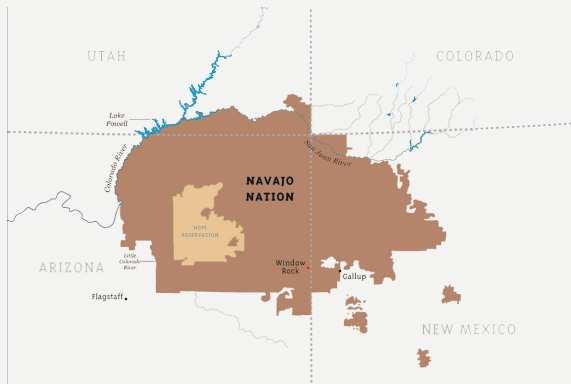 UTAH
COLORADO
Lake
Powell
Colorado River
San Juan River
NAVAJO
NATION
HOPI
RESERVATION
ARIZONA
Little
Colorado
River
Window
Rock
Gallup
Flagstaff
NEW MEXICO